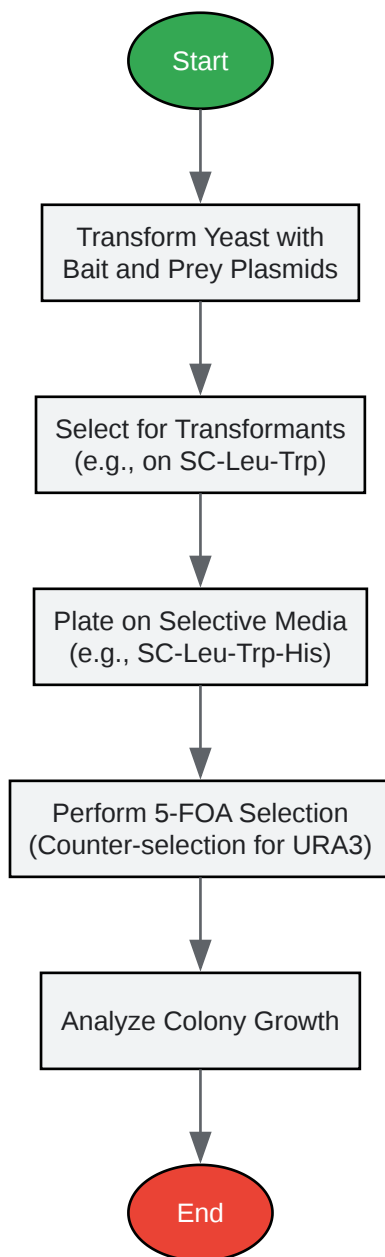 Start
Transform Yeast with
Bait and Prey Plasmids
Select for Transformants
(e.g., on SC-Leu-Trp)
Plate on Selective Media
(e.g., SC-Leu-Trp-His)
Perform 5-FOA Selection
(Counter-selection for URA3)
Analyze Colony Growth
End